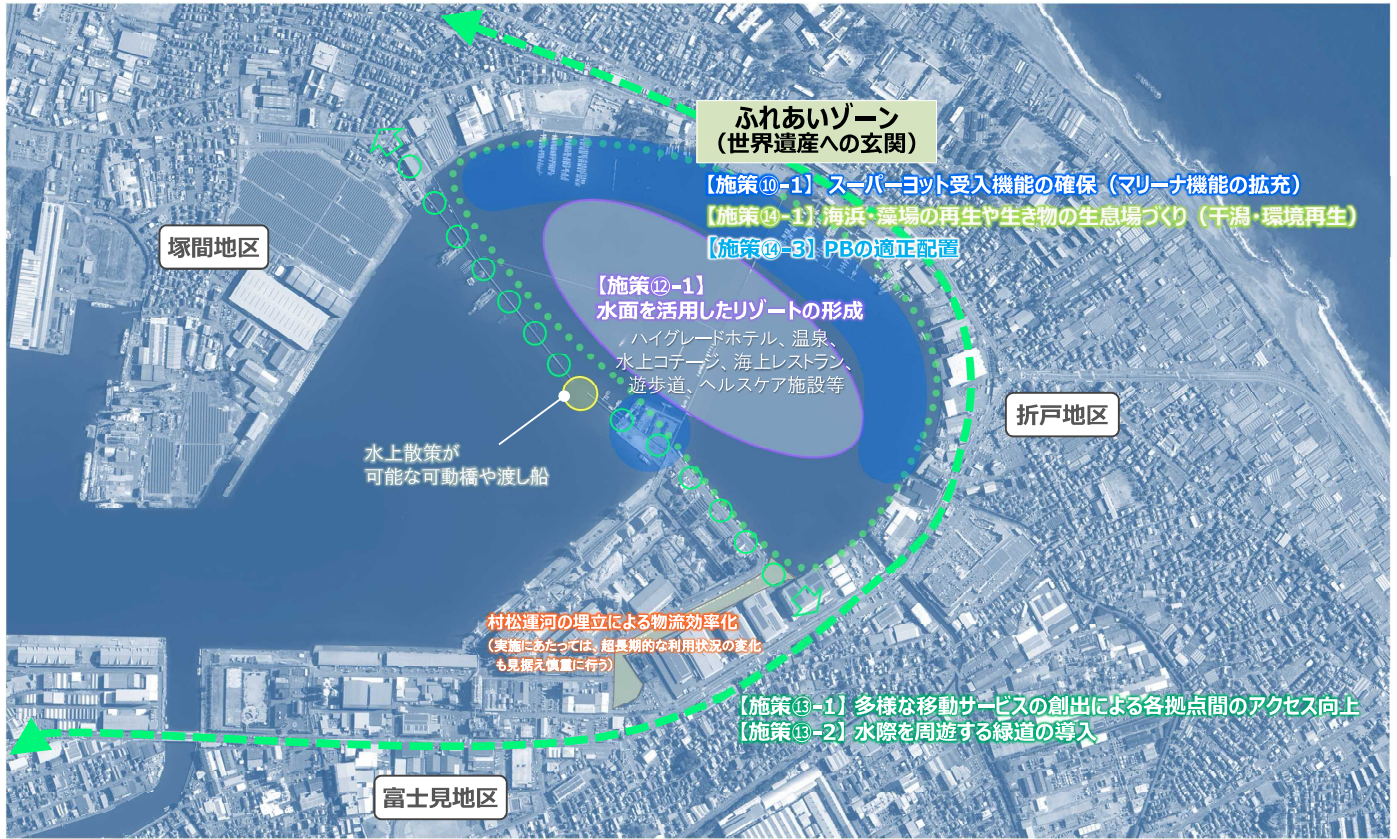 ふれあいゾーン
（世界遺産への玄関）
【施策⑩-1】 スーパーヨット受入機能の確保（マリーナ機能の拡充）
【施策⑭-1】海浜・藻場の再生や生き物の生息場づくり（干潟・環境再生）
【施策⑭-3】PBの適正配置
塚間地区
【施策⑫-1】
水面を活用したリゾートの形成
ハイグレードホテル、温泉、
水上コテージ、海上レストラン、
遊歩道、ヘルスケア施設等
折戸地区
水上散策が
可能な可動橋や渡し船
村松運河の埋立による物流効率化
（実施にあたっては、超長期的な利用状況の変化
も見据え慎重に行う）
【施策⑬-1】多様な移動サービスの創出による各拠点間のアクセス向上
【施策⑬-2】水際を周遊する緑道の導入
富士見地区